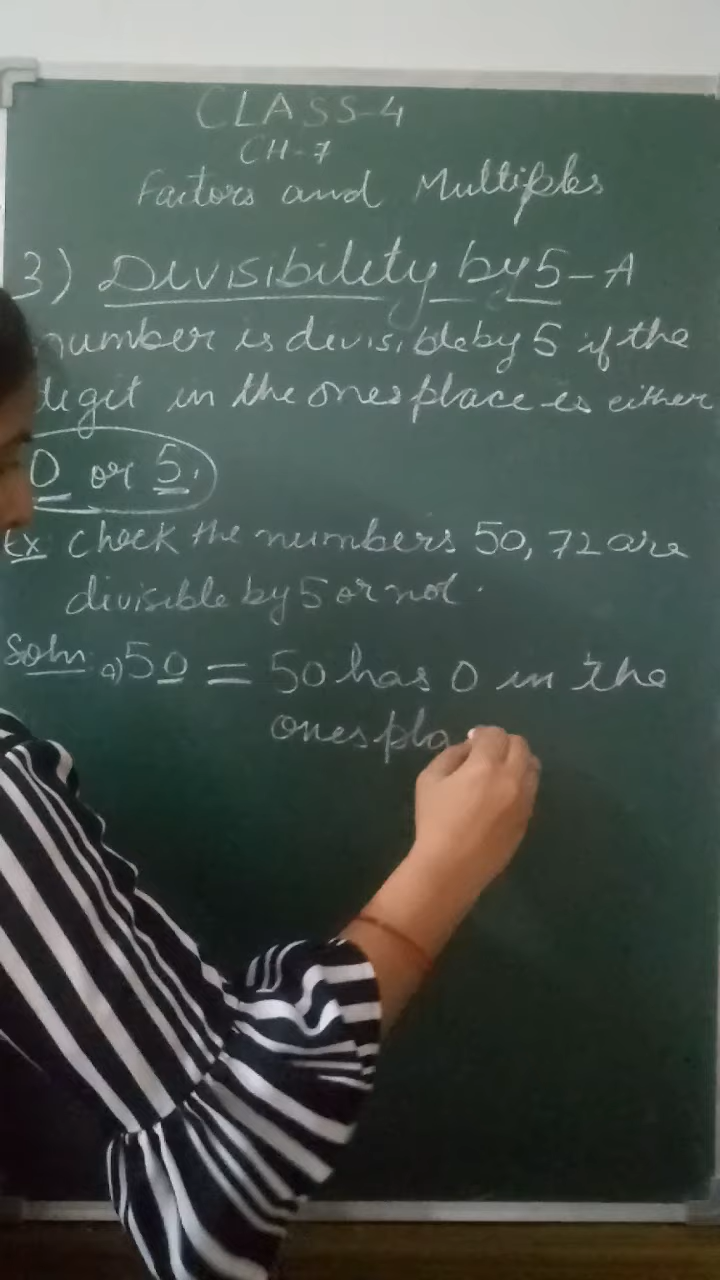 CLASS-4
CH-7
Factors and Multiples
3) Divisibility by 5 - A
number is divisible by 5 if the
digit in the ones place is either
0 or 5.
Ex: Check the numbers 50, 72 are
divisible by 5 or not.
Soln: a) 50 = 50 has 0 in the
ones pla